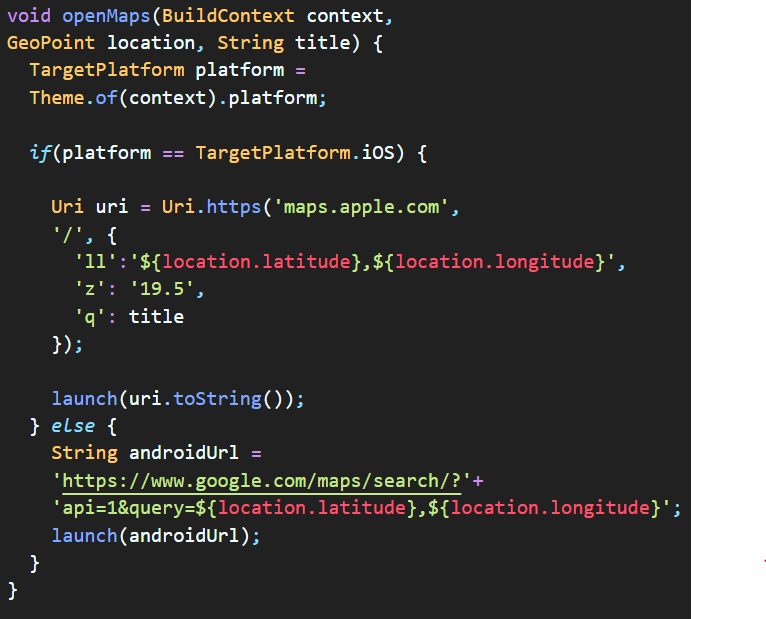 void openMaps(BuildContext context,
GeoPoint location, String title) {
TargetPlatform platform =
Theme.of(context).platform;
if(platform == TargetPlatform.iOS) {
Uri uri = Uri.https('maps.apple.com',
'/', {
'll':'${location.latitude},${location.longitude}',
'z': '19.5',
'q': title
});
launch(uri.toString());
} else {
String androidUrl =
'https://www.google.com/maps/search/?'+
'api=1&query=${location.latitude},${location.longitude}';
launch(androidUrl);
}
}